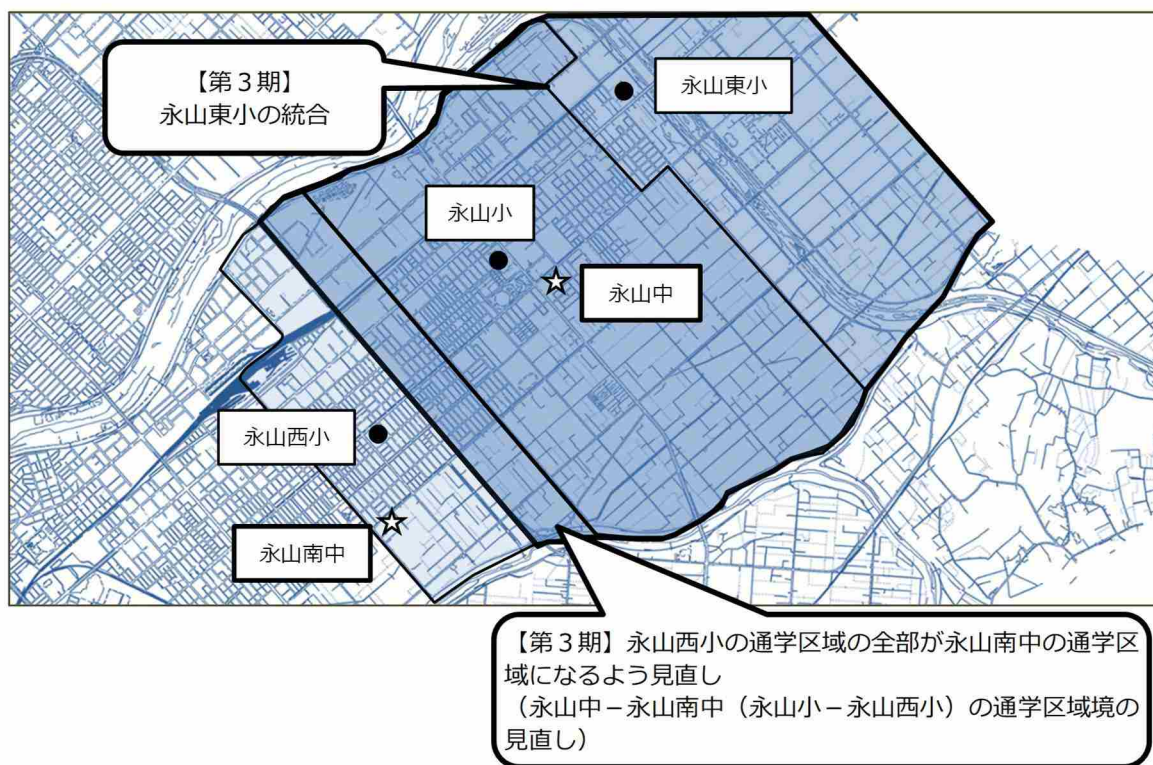 【第3期】
永山東小の統合
永山東小
永山小
永山中
永山西小
永山南中
【第3期】永山西小の通学区域の全部が永山南中の通学区
域になるよう見直し
（永山中－永山南中（永山小－永山西小）の通学区域境の
見直し）